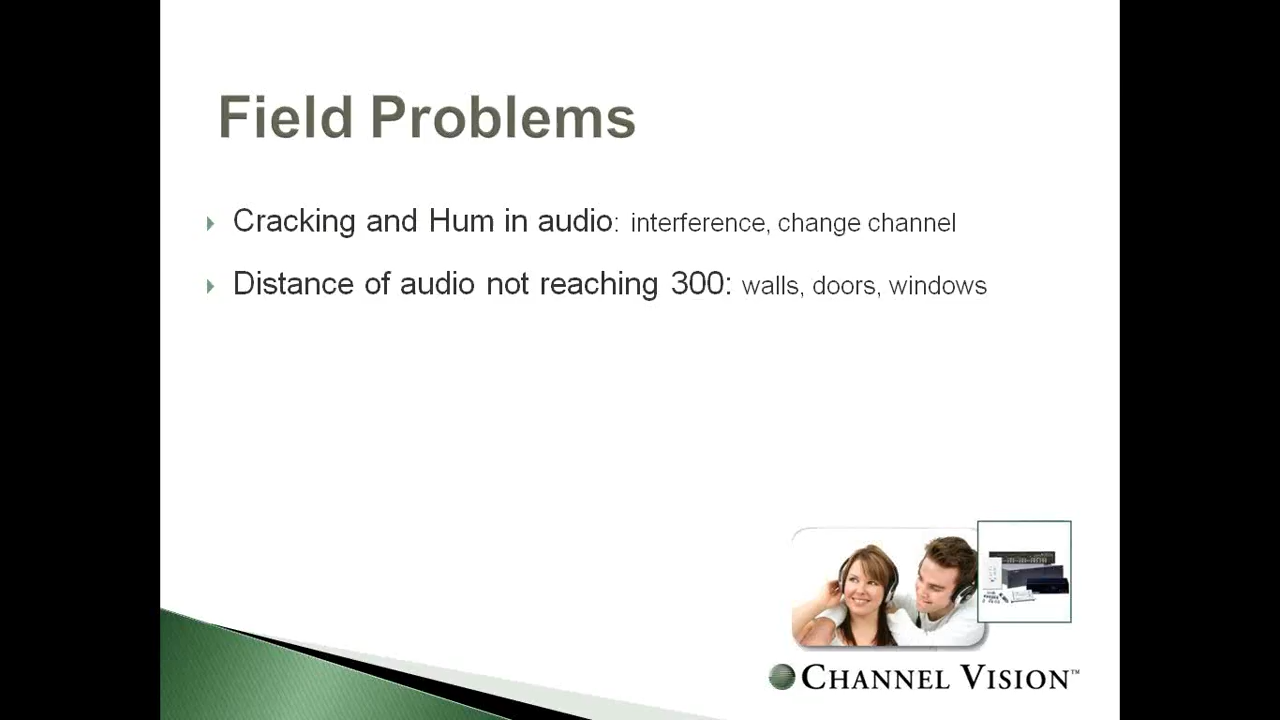 Field Problems
Cracking and Hum in audio: interference, change channel
Distance of audio not reaching 300: walls, doors, windows
CHANNEL VISION™